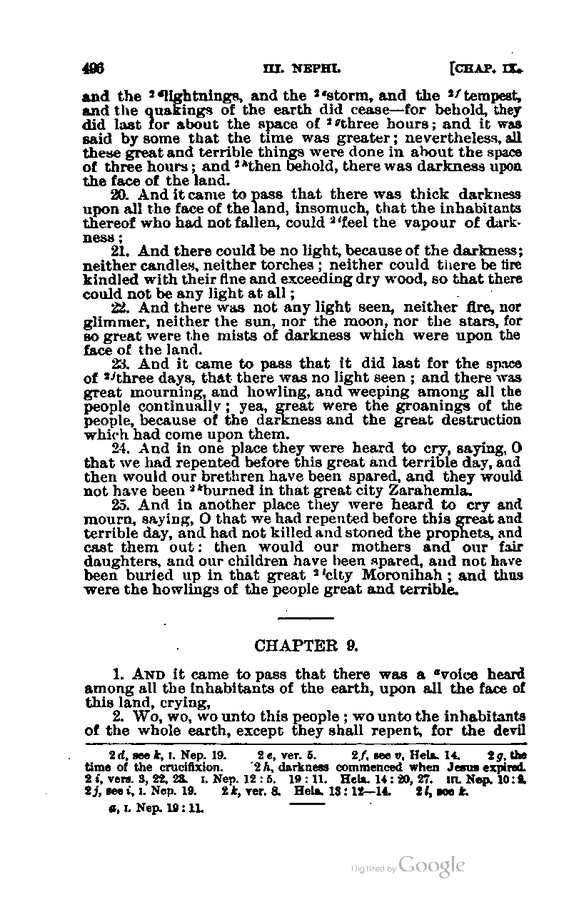 496 III. NEPHI. [CHAP. IX.
and the ²ᵈlightnings, and the ²ᵉstorm, and the ²ᶠtempest,
and the quakings of the earth did cease—for behold, they
did last for about the space of ²ᵍthree hours; and it was
said by some that the time was greater; nevertheless, all
these great and terrible things were done in about the space
of three hours; and ²ʰthen behold, there was darkness upon
the face of the land.
20. And it came to pass that there was thick darkness
upon all the face of the land, insomuch, that the inhabitants
thereof who had not fallen, could ²ⁱfeel the vapour of dark-
ness;
21. And there could be no light, because of the darkness;
neither candles, neither torches; neither could there be fire
kindled with their fine and exceeding dry wood, so that there
could not be any light at all;
22. And there was not any light seen, neither fire, nor
glimmer, neither the sun, nor the moon, nor the stars, for
so great were the mists of darkness which were upon the
face of the land.
23. And it came to pass that it did last for the space
of ²ʲthree days, that there was no light seen; and there was
great mourning, and howling, and weeping among all the
people continually; yea, great were the groanings of the
people, because of the darkness and the great destruction
which had come upon them.
24. And in one place they were heard to cry, saying, O
that we had repented before this great and terrible day, and
then would our brethren have been spared, and they would
not have been ²ᵏburned in that great city Zarahemla.
25. And in another place they were heard to cry and
mourn, saying, O that we had repented before this great and
terrible day, and had not killed and stoned the prophets, and
cast them out: then would our mothers and our fair
daughters, and our children have been spared, and not have
been buried up in that great ²ˡcity Moronihah; and thus
were the howlings of the people great and terrible.
CHAPTER 9.
1. AND it came to pass that there was a ᵃvoice heard
among all the inhabitants of the earth, upon all the face of
this land, crying,
2. Wo, wo, wo unto this people; wo unto the inhabitants
of the whole earth, except they shall repent, for the devil
2d, see k, I. Nep. 19. 2e, ver. 5. 2f, see v, Hela. 14. 2g, the
time of the crucifixion. 2h, darkness commenced when Jesus expired.
2i, vers. 3, 22, 23. I. Nep. 12:5. 19:11. Hela. 14:20, 27. III. Nep. 10:9.
2j, see i, I. Nep. 19. 2k, ver. 8. Hela. 13:12—14. 2l, see k.
a, I. Nep. 19:11.
Digitized by Google